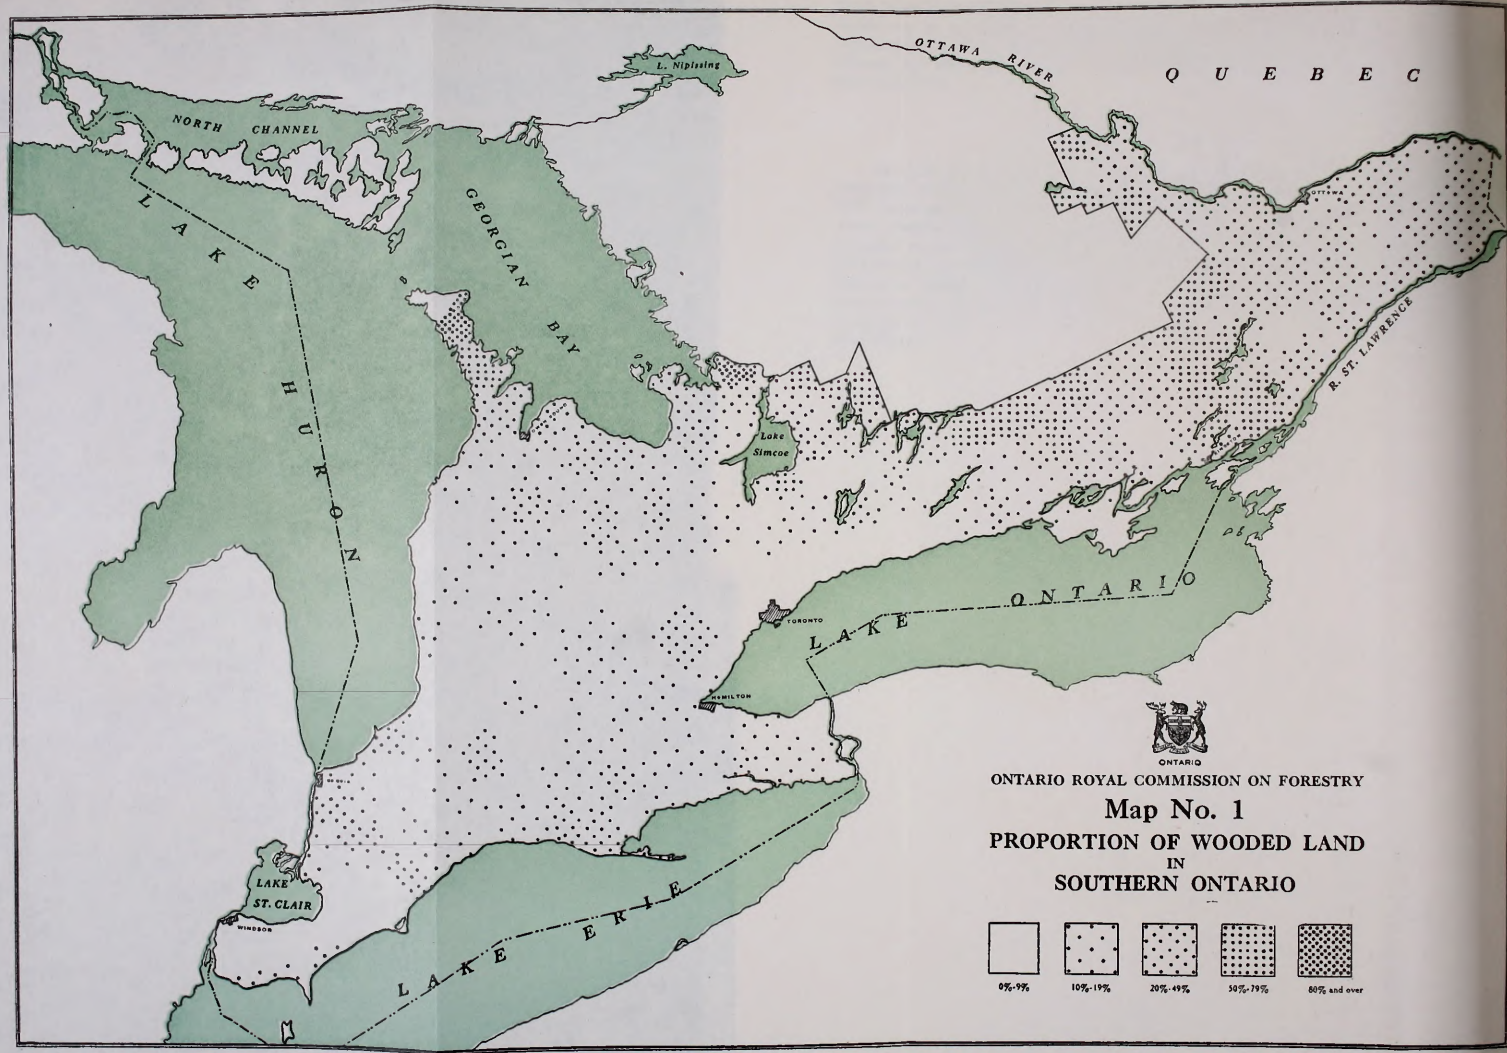 OTTAWA RIVER
QUEBEC
L. Nipissing
NORTH CHANNEL
GEORGIAN BAY
LAKE HURON
OTTAWA
R. ST. LAWRENCE
Lake
Simcoe
LAKE ONTARIO
TORONTO
HAMILTON
LAKE
ST. CLAIR
WINDSOR
LAKE ERIE
ONTARIO
ONTARIO ROYAL COMMISSION ON FORESTRY
Map No. 1
PROPORTION OF WOODED LAND
IN
SOUTHERN ONTARIO
0%-9% 10%-19% 20%-49% 50%-79% 80% and over